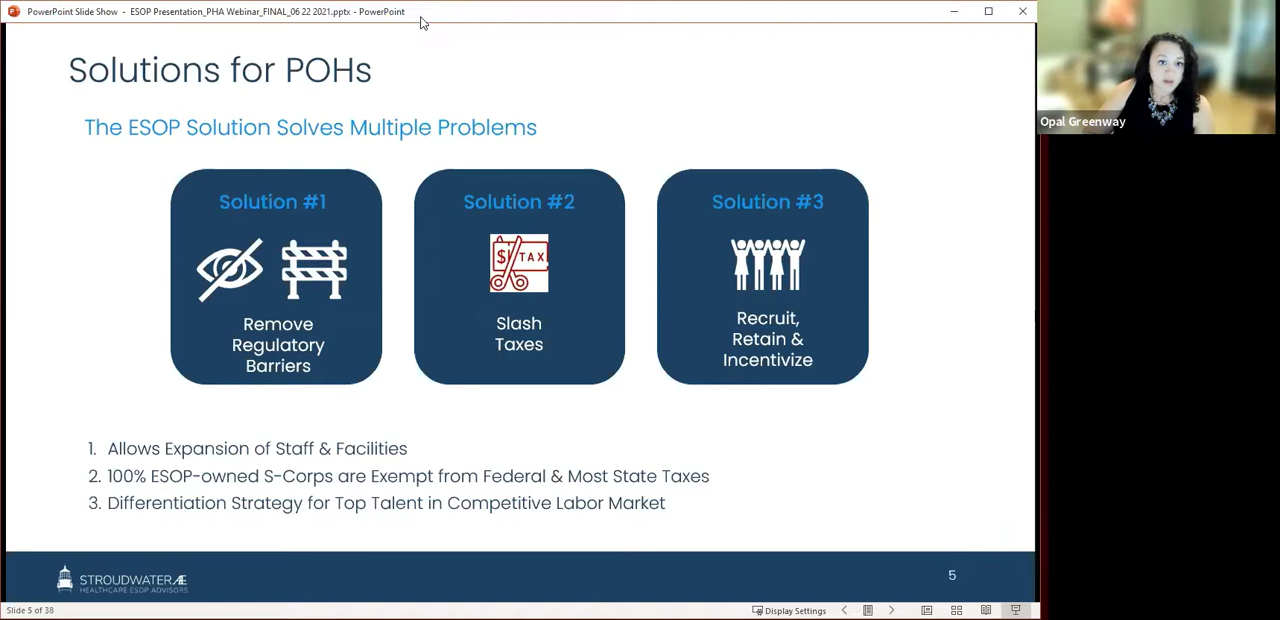 PowerPoint Slide Show - ESOP Presentation_PHA Webinar_FINAL_06 22 2021.pptx - PowerPoint
Solutions for POHs
The ESOP Solution Solves Multiple Problems
Solution #1
Remove
Regulatory
Barriers
Solution #2
$ TAX
Slash
Taxes
Solution #3
Recruit,
Retain &
Incentivize
1. Allows Expansion of Staff & Facilities
2. 100% ESOP-owned S-Corps are Exempt from Federal & Most State Taxes
3. Differentiation Strategy for Top Talent in Competitive Labor Market
STROUDWATER AE
HEALTHCARE ESOP ADVISORS
5
Slide 5 of 38
Display Settings
Opal Greenway